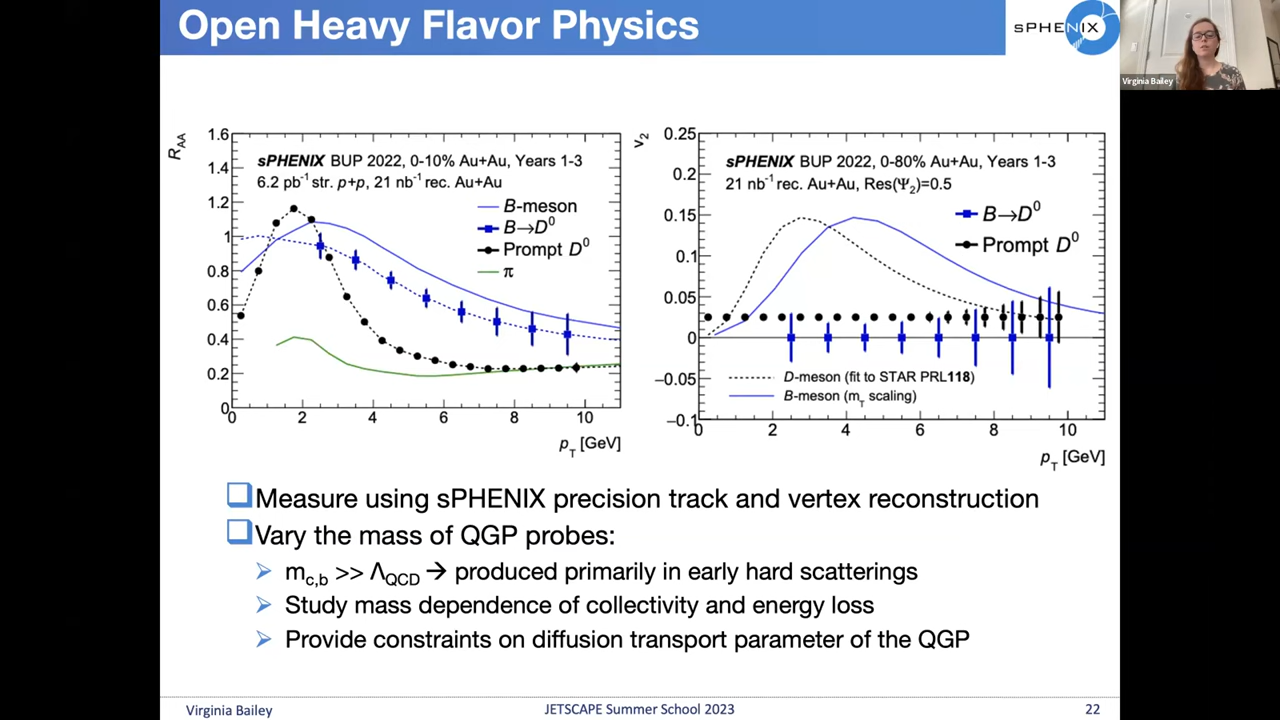 Open Heavy Flavor Physics
sPHENIX
Virginia Bailey
R_AA
1.6
1.4
1.2
1
0.8
0.6
0.4
0.2
0
0 2 4 6 8 10
p_T [GeV]
sPHENIX BUP 2022, 0-10% Au+Au, Years 1-3
6.2 pb⁻¹ str. p+p, 21 nb⁻¹ rec. Au+Au
B-meson
B→D⁰
Prompt D⁰
π
v₂
0.25
0.2
0.15
0.1
0.05
0
−0.05
−0.1
0 2 4 6 8 10
p_T [GeV]
sPHENIX BUP 2022, 0-80% Au+Au, Years 1-3
21 nb⁻¹ rec. Au+Au, Res(Ψ₂)=0.5
B→D⁰
Prompt D⁰
D-meson (fit to STAR PRL118)
B-meson (m_T scaling)
Measure using sPHENIX precision track and vertex reconstruction
Vary the mass of QGP probes:
m_c,b >> Λ_QCD → produced primarily in early hard scatterings
Study mass dependence of collectivity and energy loss
Provide constraints on diffusion transport parameter of the QGP
Virginia Bailey
JETSCAPE Summer School 2023
22